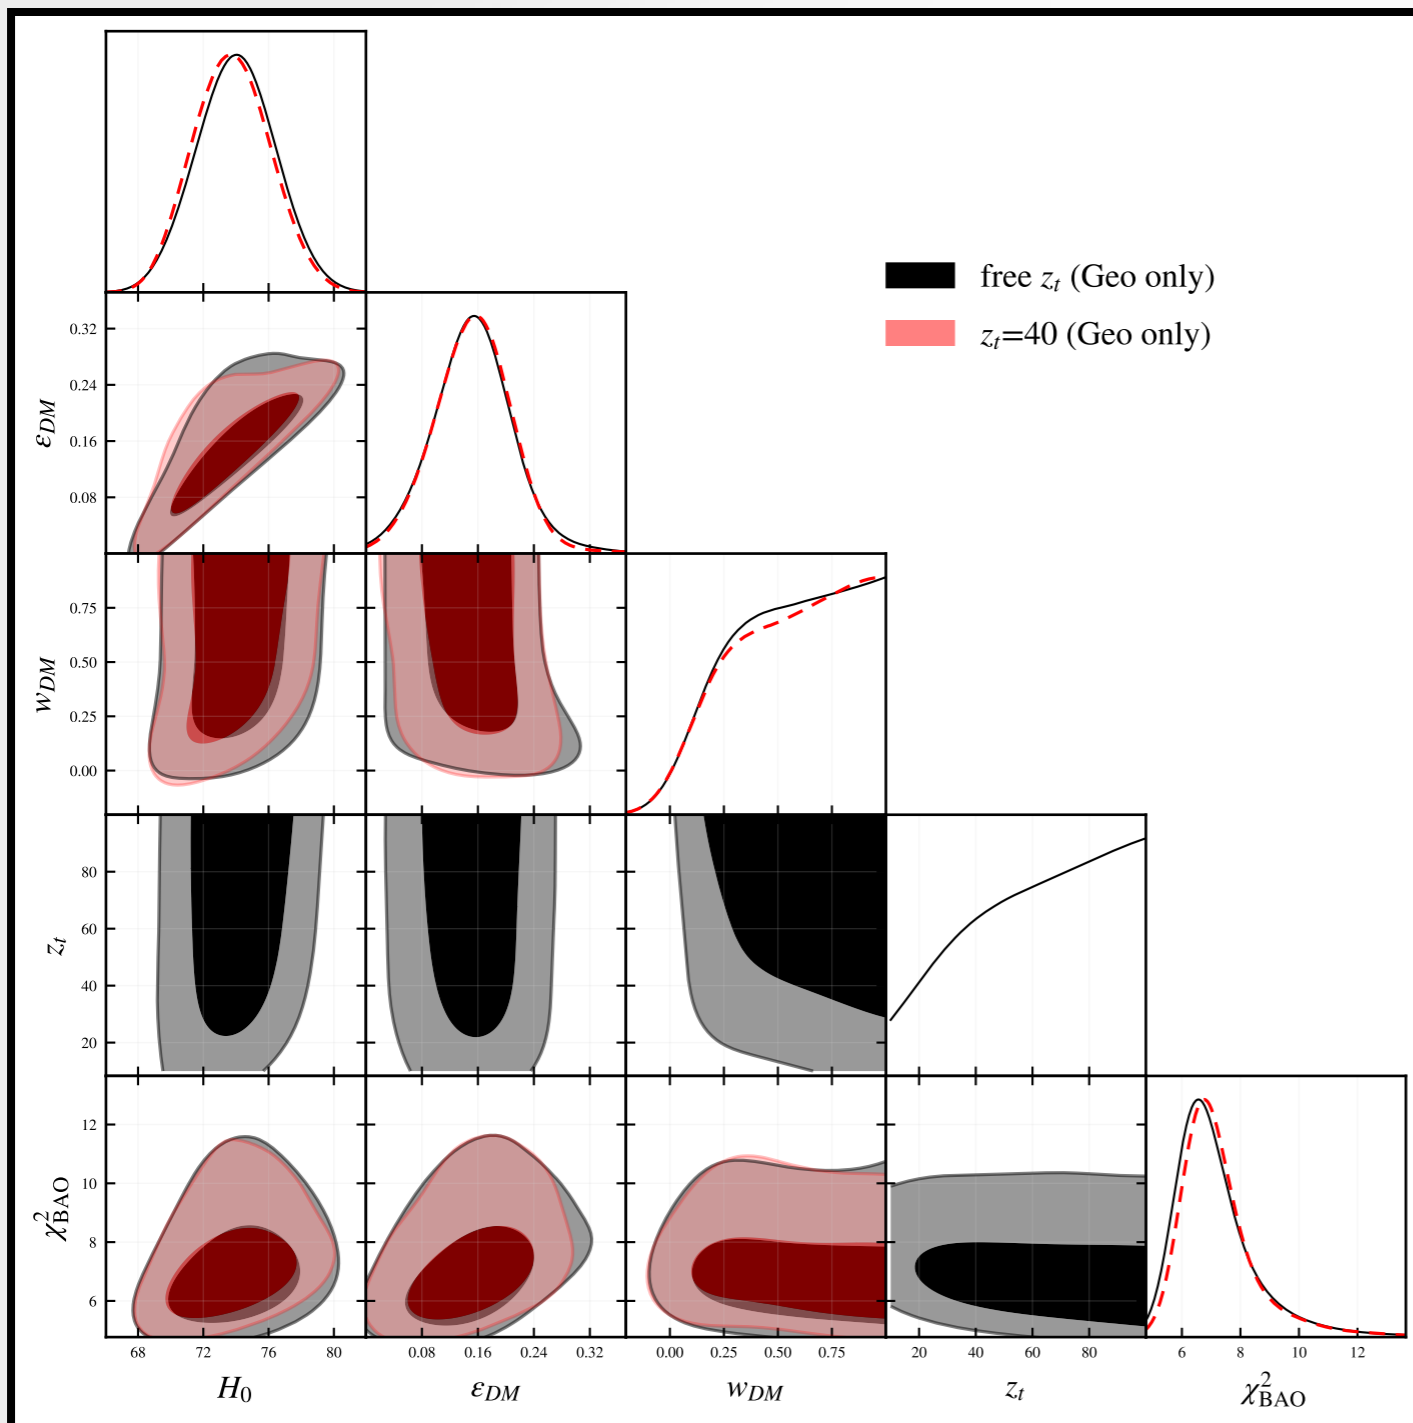 free z_t (Geo only)
z_t=40 (Geo only)
0.32
0.24
0.16
0.08
ε_DM
0.75
0.50
0.25
0.00
w_DM
80
60
40
20
z_t
12
10
8
6
χ²_BAO
68 72 76 80
0.08 0.16 0.24 0.32
0.00 0.25 0.50 0.75
20 40 60 80
6 8 10 12
H_0
ε_DM
w_DM
z_t
χ²_BAO